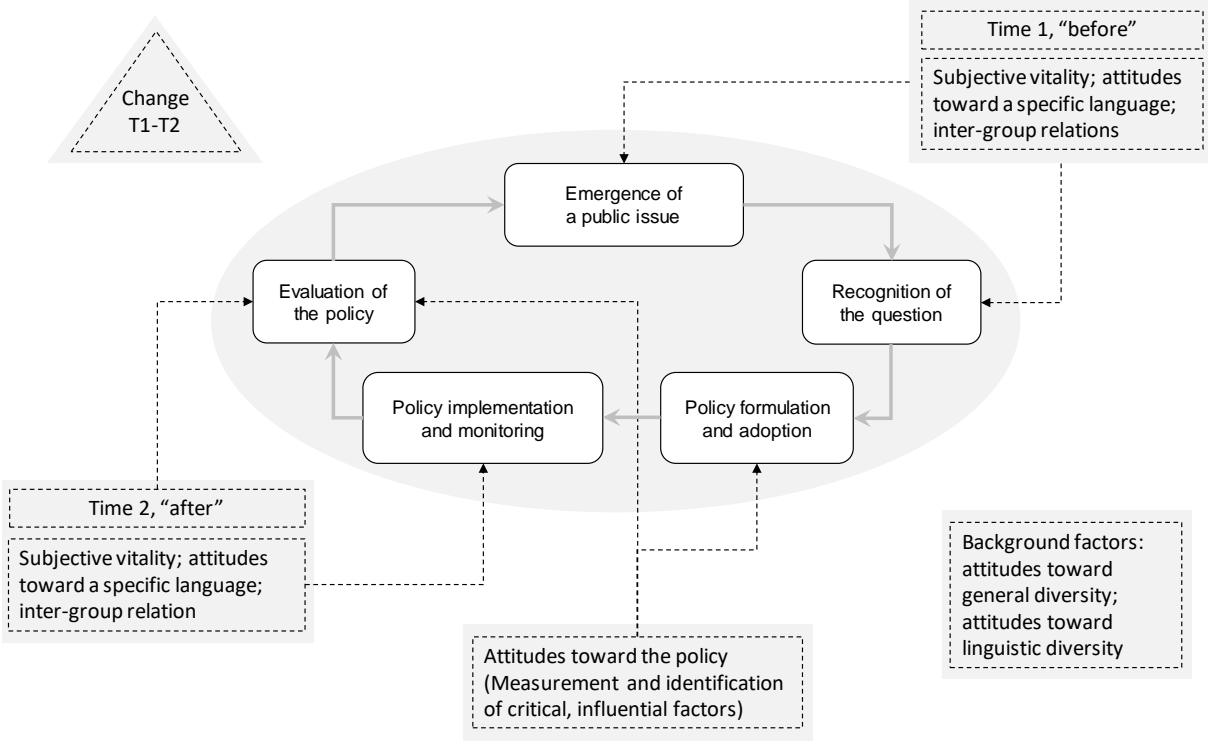 Change
T1-T2
Time 1, “before”
Subjective vitality; attitudes
toward a specific language;
inter-group relations
Emergence of
a public issue
Evaluation of
the policy
Recognition of
the question
Policy implementation
and monitoring
Policy formulation
and adoption
Time 2, “after”
Subjective vitality; attitudes
toward a specific language;
inter-group relation
Attitudes toward the policy
(Measurement and identification
of critical, influential factors)
Background factors:
attitudes toward
general diversity;
attitudes toward
linguistic diversity